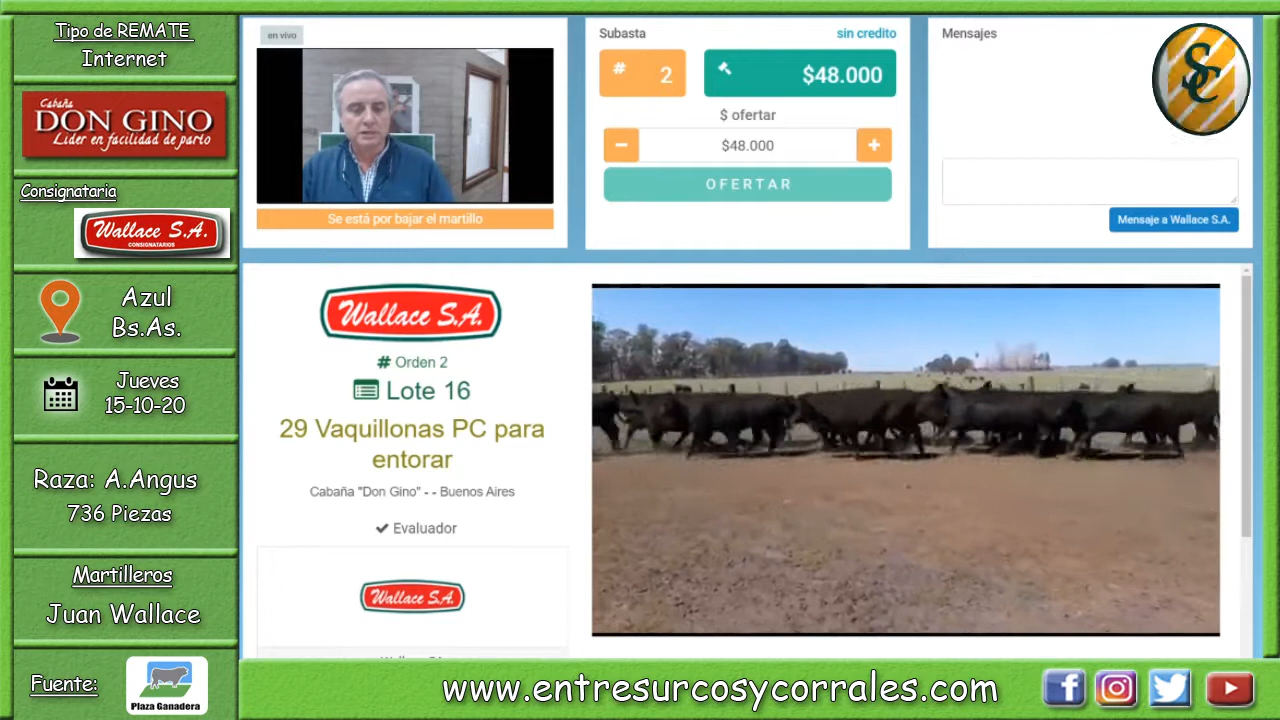 Tipo de REMATE
Internet
Cabaña
DON GINO
Lider en facilidad de parto
Consignataria
Wallace S.A.
CONSIGNATARIOS
Azul
Bs.As.
Jueves
15-10-20
Raza: A.Angus
736 Piezas
Martilleros
Juan Wallace
Fuente:
Plaza Ganadera
en vivo
Se está por bajar el martillo
Subasta
sin credito
# 2
$48.000
$ ofertar
− $48.000 +
OFERTAR
Mensajes
SC
Mensaje a Wallace S.A.
Wallace S.A.
# Orden 2
Lote 16
29 Vaquillonas PC para
entorar
Cabaña "Don Gino" - - Buenos Aires
Evaluador
Wallace S.A.
www.entresurcosycorrales.com